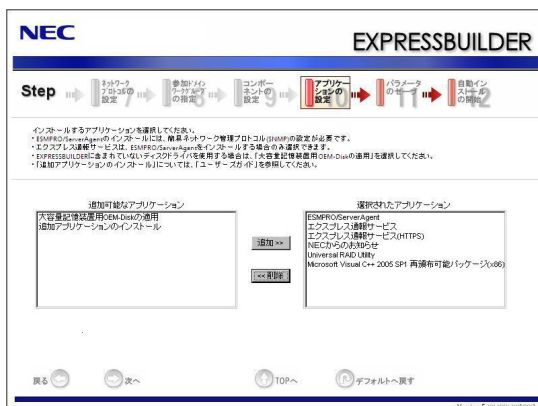 NEC
EXPRESSBUILDER
Step
ネットワーク
プロトコルの
設定 7
参加ドメイン
ワークグループ
の指定 8
コンポー
ネントの
設定 9
アプリケー
ションの
設定 10
パラメータ
のセーブ 11
自動イン
ストール
の開始 12
インストールするアプリケーションを選択してください。
・ESMPRO/ServerAgentのインストールには、簡易ネットワーク管理プロトコル(SNMP)の設定が必要です。
・エクスプレス通報サービスは、ESMPRO/ServerAgentをインストールする場合のみ選択できます。
・EXPRESSBUILDERに含まれていないディスクドライバを使用する場合は、「大容量記憶装置用OEM-Diskの適用」を選択してください。
・「追加アプリケーションのインストール」については、「ユーザーズガイド」を参照してください。
追加可能なアプリケーション
大容量記憶装置用OEM-Diskの適用
追加アプリケーションのインストール
追加 >>
<< 削除
選択されたアプリケーション
ESMPRO/ServerAgent
エクスプレス通報サービス
エクスプレス通報サービス(HTTPS)
NECからのお知らせ
Universal RAID Utility
Microsoft Visual C++ 2005 SP1 再頒布可能パッケージ(x86)
戻る
次へ
TOPへ
デフォルトへ戻す